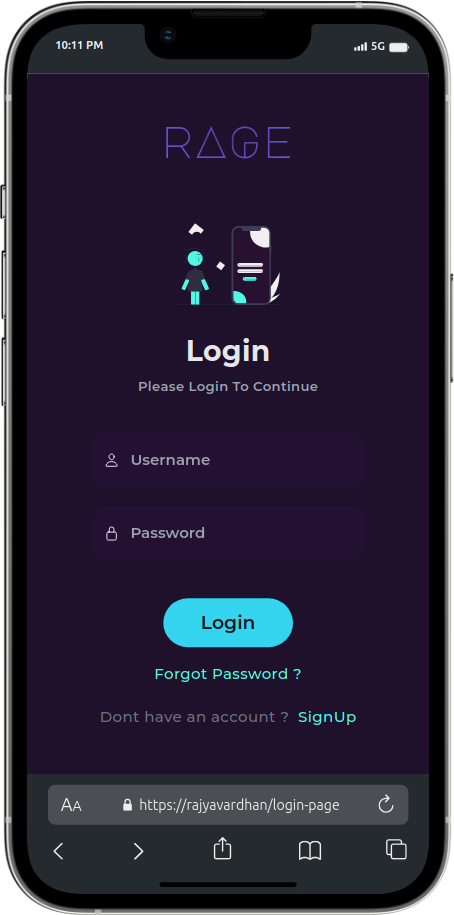 10:11 PM 5G
RAGE
Login
Please Login To Continue
Username
Password
Login
Forgot Password ?
Dont have an account ? SignUp
AA https://rajyavardhan/login-page